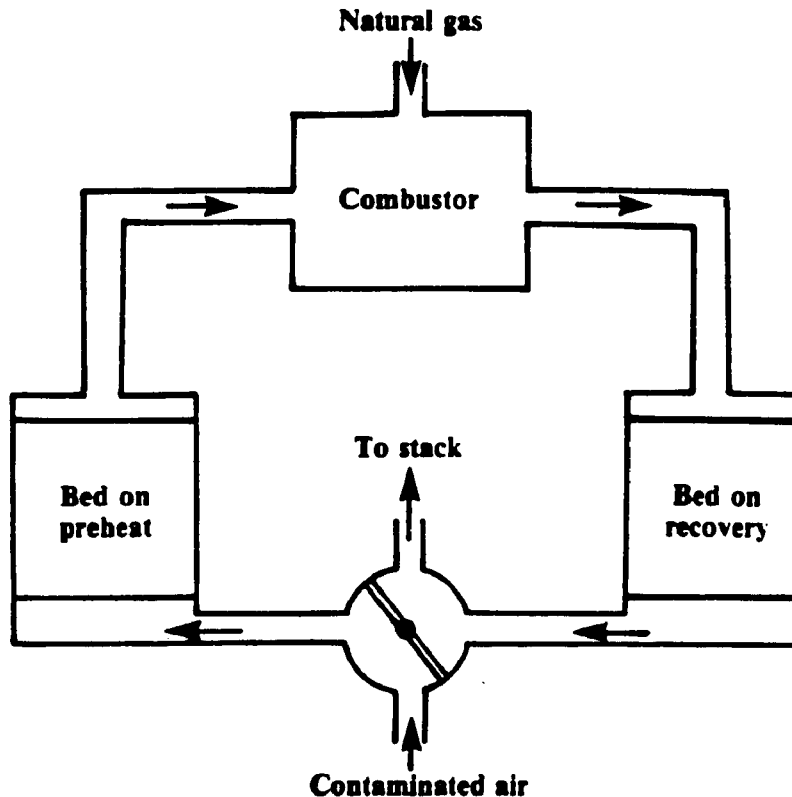 Natural gas
Combustor
To stack
Bed on
preheat
Bed on
recovery
Contaminated air